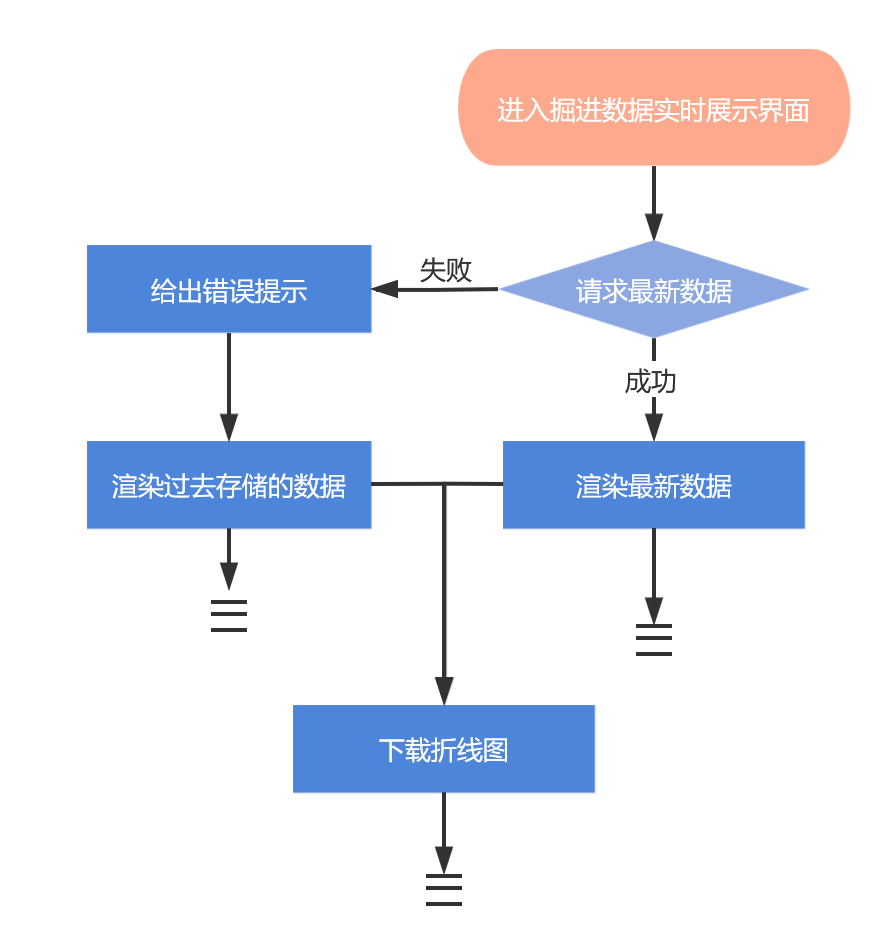 进入掘进数据实时展示界面
失败
给出错误提示
请求最新数据
成功
渲染过去存储的数据
渲染最新数据
下载折线图